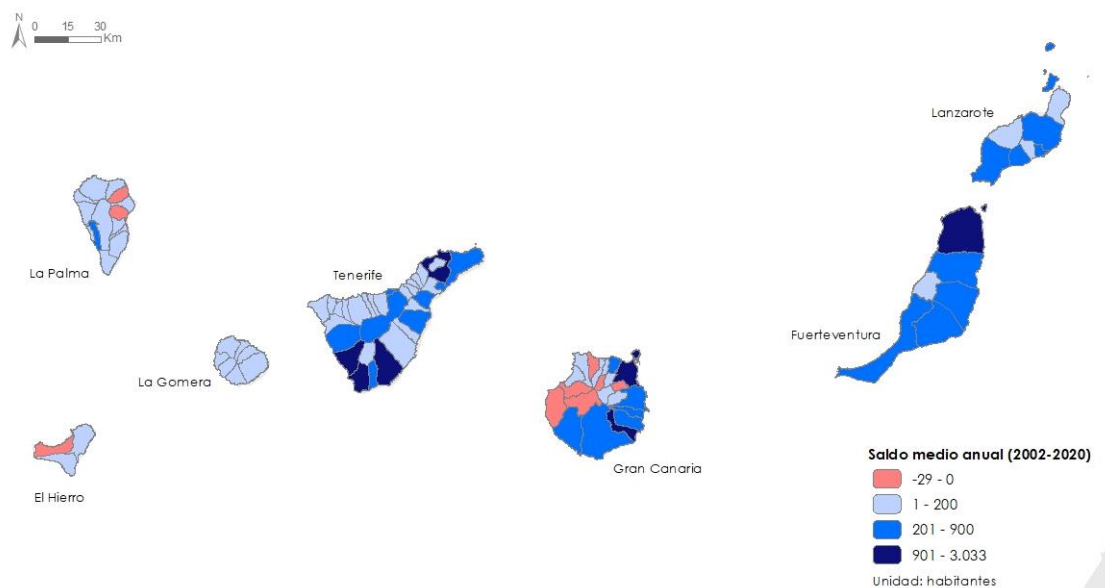 N
0 15 30
Km
Lanzarote
La Palma
Tenerife
Fuerteventura
La Gomera
Gran Canaria
El Hierro
Saldo medio anual (2002-2020)
-29 - 0
1 - 200
201 - 900
901 - 3.033
Unidad: habitantes